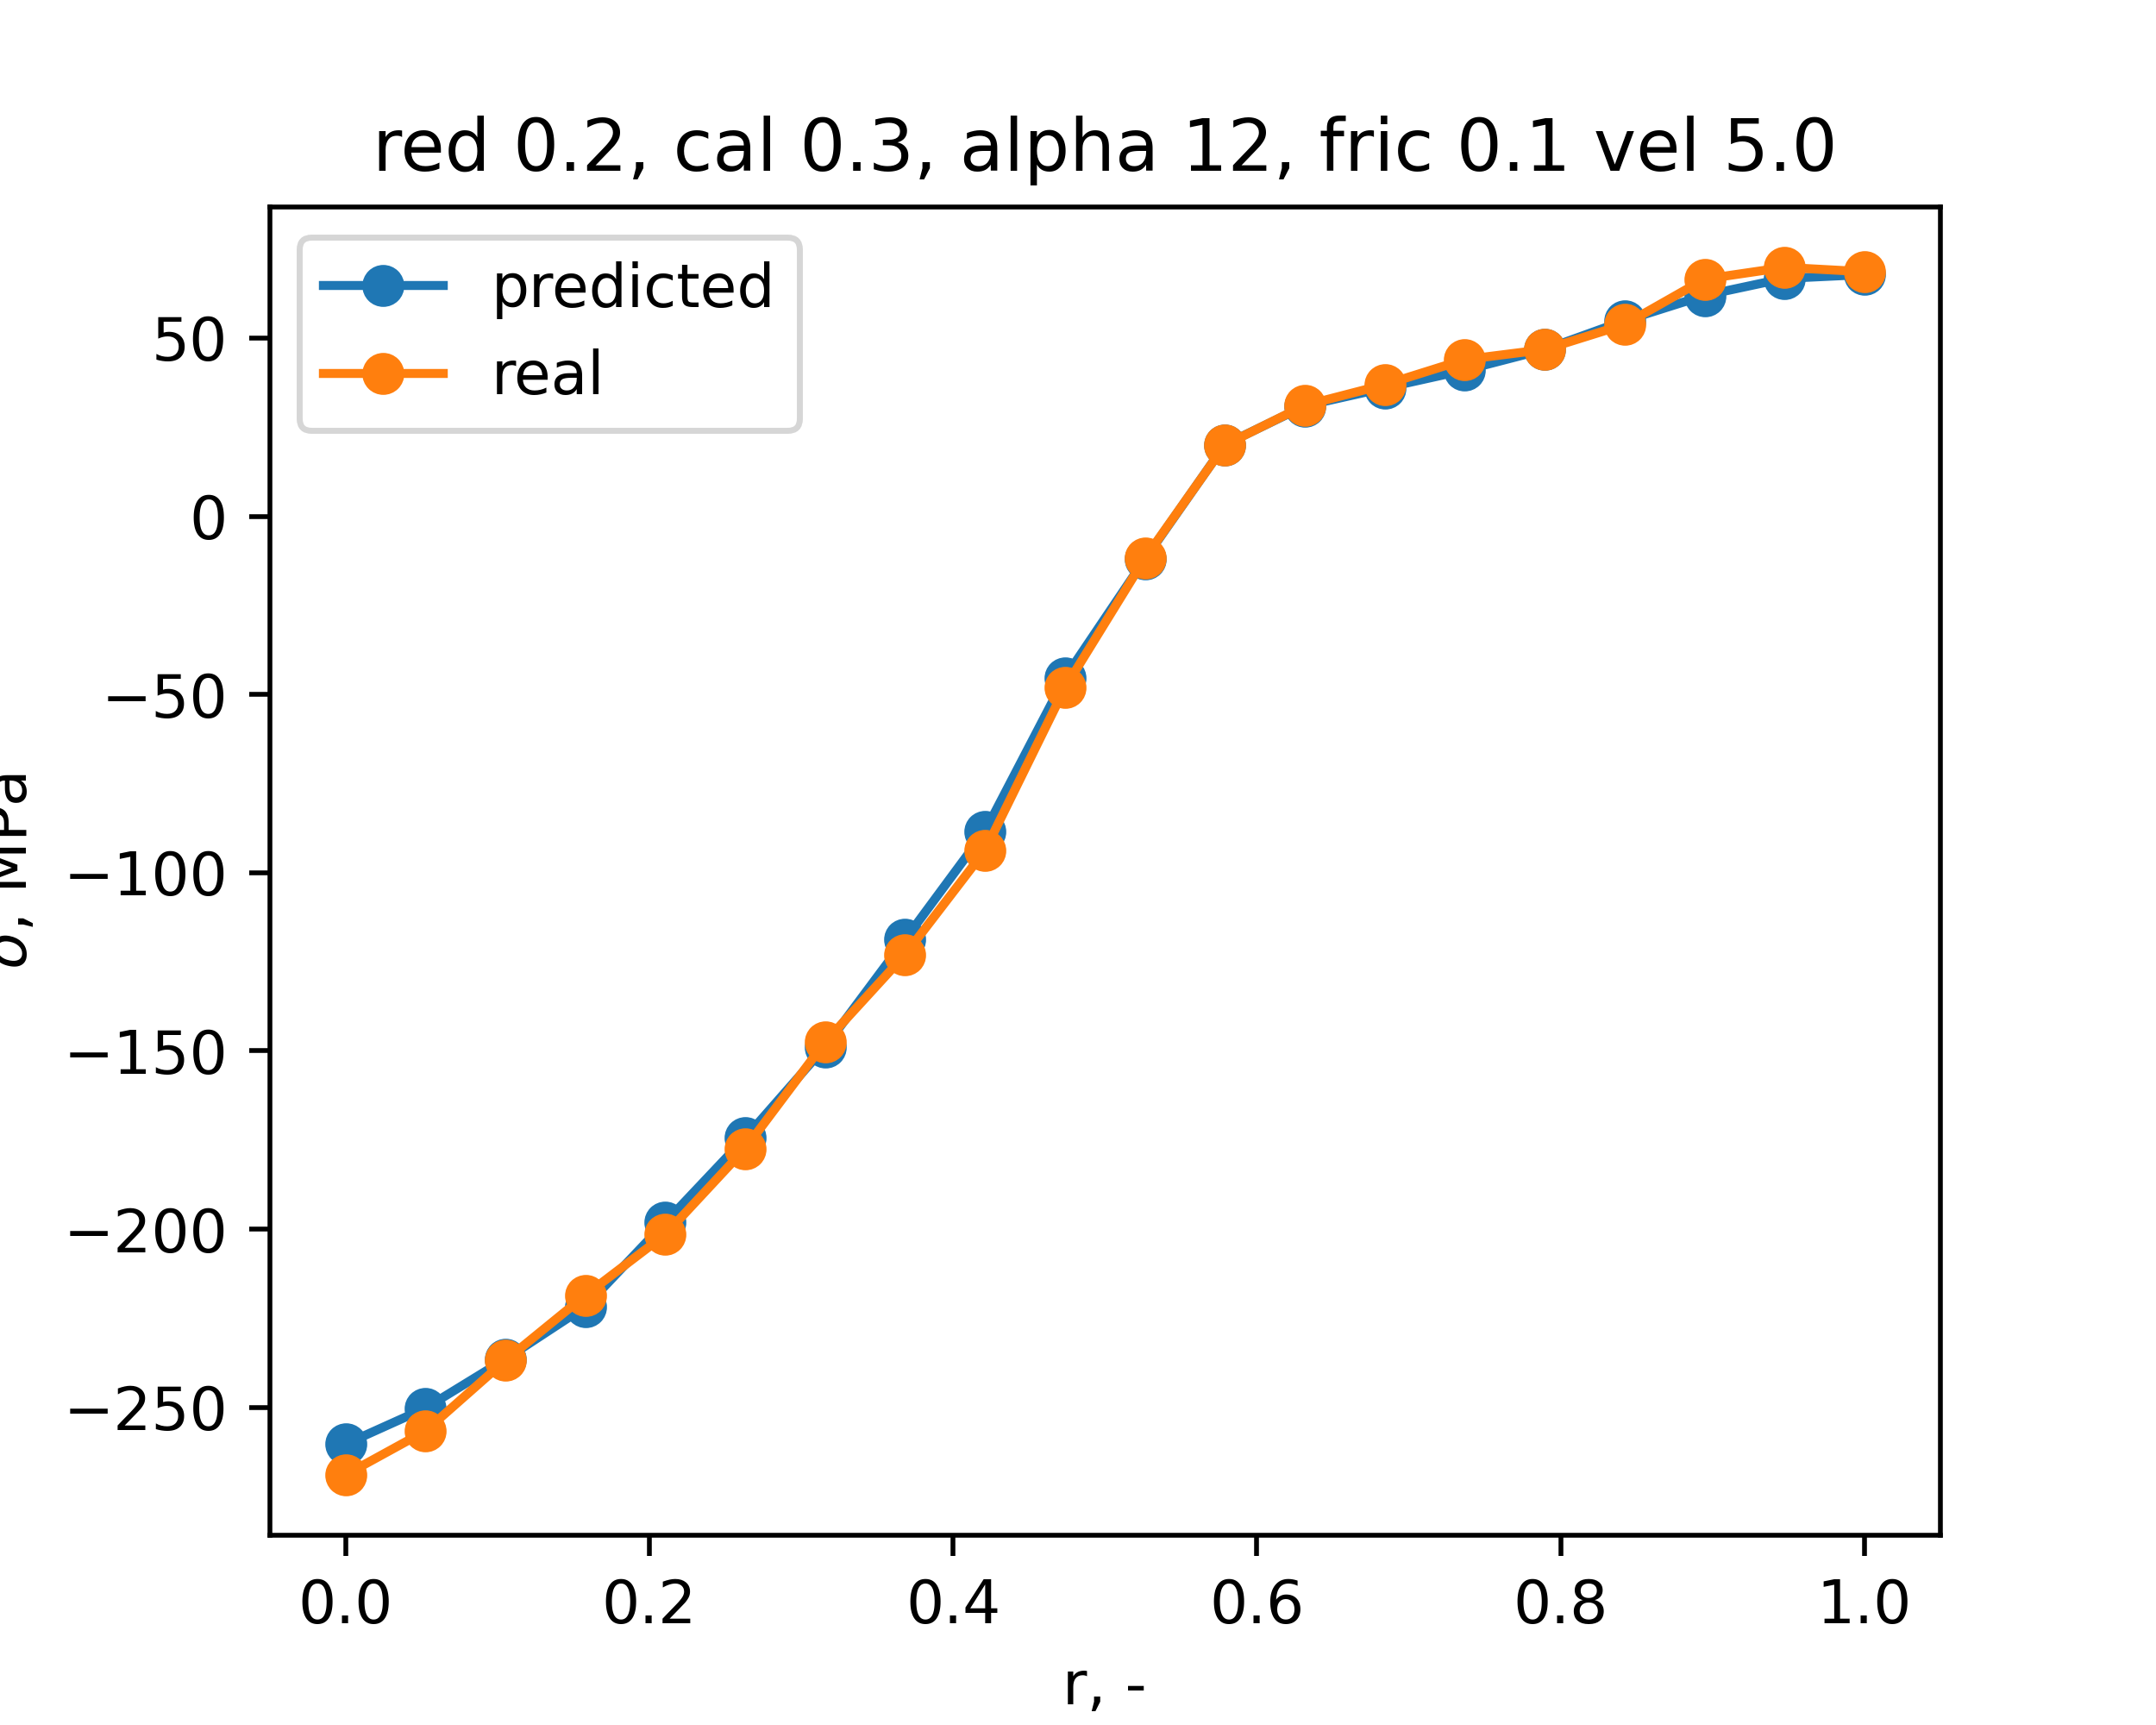 red 0.2, cal 0.3, alpha 12, fric 0.1 vel 5.0
predicted
real
50
0
−50
−100
−150
−200
−250
, MPa
0.0 0.2 0.4 0.6 0.8 1.0
r, -